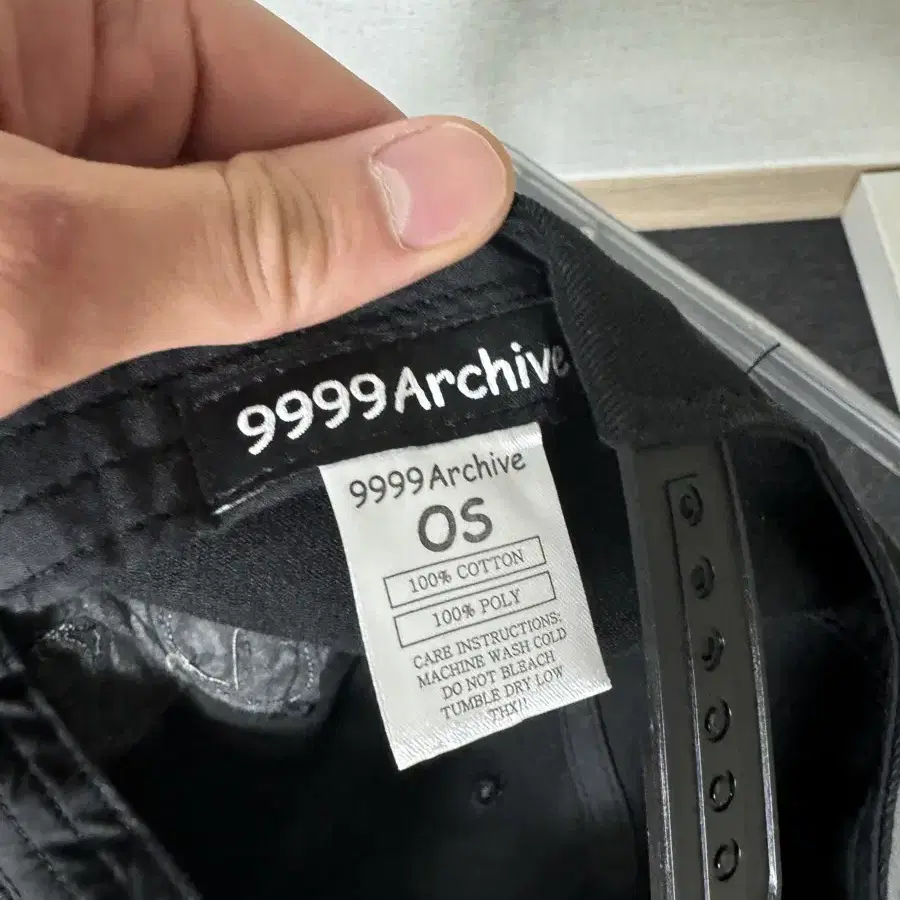 9999Archive
9999Archive
OS
100% COTTON
100% POLY
CARE INSTRUCTIONS:
MACHINE WASH COLD
DO NOT BLEACH
TUMBLE DRY LOW
THX!!